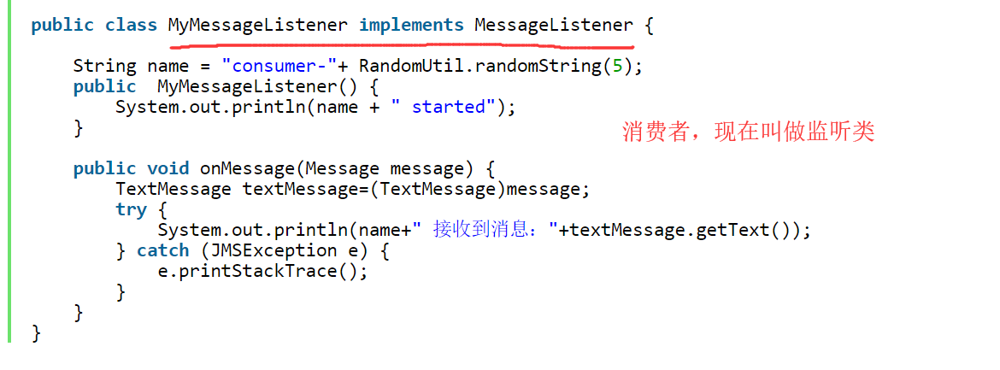 public class MyMessageListener implements MessageListener {
String name = "consumer-"+ RandomUtil.randomString(5);
public  MyMessageListener() {
System.out.println(name + " started");
}
消费者，现在叫做监听类
public void onMessage(Message message) {
TextMessage textMessage=(TextMessage)message;
try {
System.out.println(name+" 接收到消息："+textMessage.getText());
} catch (JMSException e) {
e.printStackTrace();
}
}
}